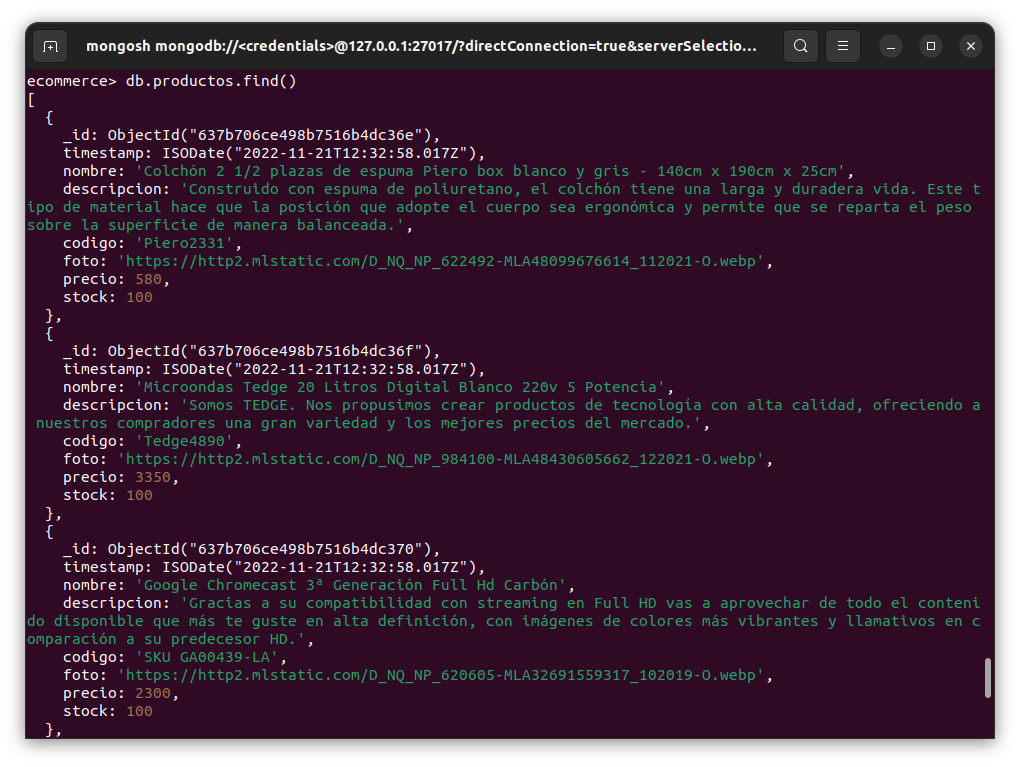 mongosh mongodb://<credentials>@127.0.0.1:27017/?directConnection=true&serverSelectio...
ecommerce> db.productos.find()
[
  {
    _id: ObjectId("637b706ce498b7516b4dc36e"),
    timestamp: ISODate("2022-11-21T12:32:58.017Z"),
    nombre: 'Colchón 2 1/2 plazas de espuma Piero box blanco y gris - 140cm x 190cm x 25cm',
    descripcion: 'Construido con espuma de poliuretano, el colchón tiene una larga y duradera vida. Este t
ipo de material hace que la posición que adopte el cuerpo sea ergonómica y permite que se reparta el peso
sobre la superficie de manera balanceada.',
    codigo: 'Piero2331',
    foto: 'https://http2.mlstatic.com/D_NQ_NP_622492-MLA48099676614_112021-O.webp',
    precio: 580,
    stock: 100
  },
  {
    _id: ObjectId("637b706ce498b7516b4dc36f"),
    timestamp: ISODate("2022-11-21T12:32:58.017Z"),
    nombre: 'Microondas Tedge 20 Litros Digital Blanco 220v 5 Potencia',
    descripcion: 'Somos TEDGE. Nos propusimos crear productos de tecnología con alta calidad, ofreciendo a
 nuestros compradores una gran variedad y los mejores precios del mercado.',
    codigo: 'Tedge4890',
    foto: 'https://http2.mlstatic.com/D_NQ_NP_984100-MLA48430605662_122021-O.webp',
    precio: 3350,
    stock: 100
  },
  {
    _id: ObjectId("637b706ce498b7516b4dc370"),
    timestamp: ISODate("2022-11-21T12:32:58.017Z"),
    nombre: 'Google Chromecast 3ª Generación Full Hd Carbón',
    descripcion: 'Gracias a su compatibilidad con streaming en Full HD vas a aprovechar de todo el conteni
do disponible que más te guste en alta definición, con imágenes de colores más vibrantes y llamativos en c
omparación a su predecesor HD.',
    codigo: 'SKU GA00439-LA',
    foto: 'https://http2.mlstatic.com/D_NQ_NP_620605-MLA32691559317_102019-O.webp',
    precio: 2300,
    stock: 100
  },